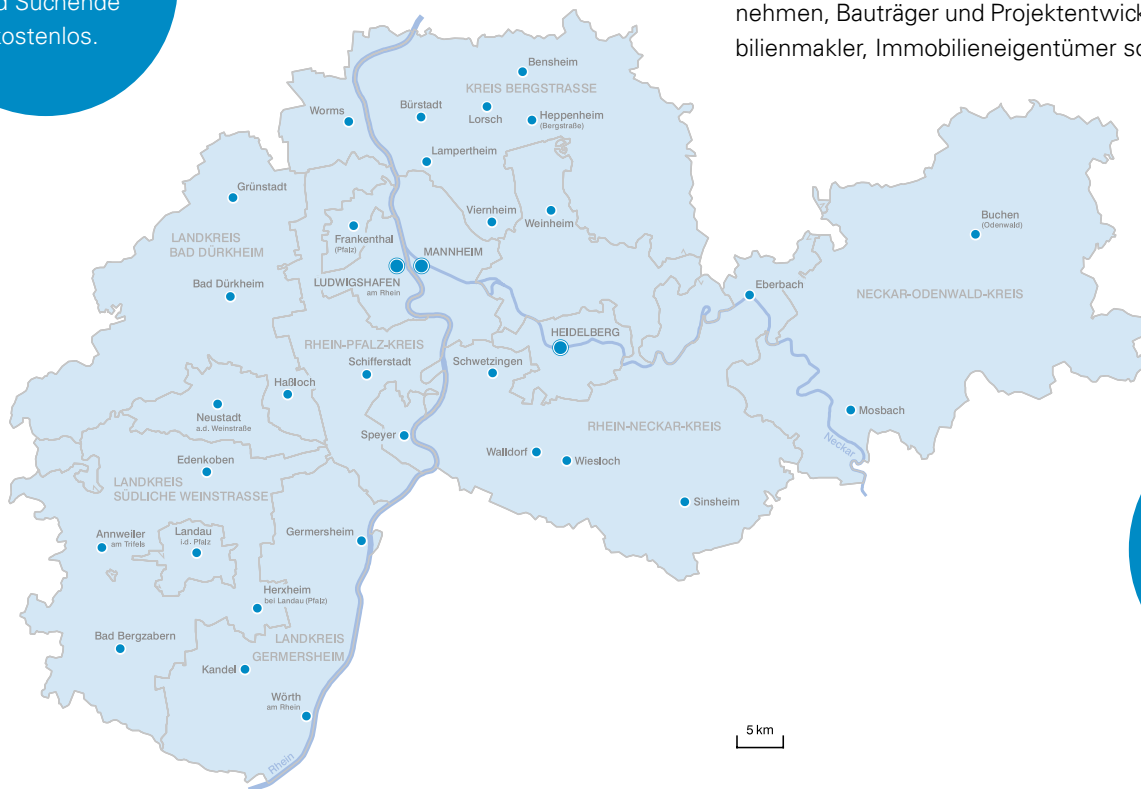 d Suchende
kostenlos.
nehmen, Bauträger und Projektentwick
bilienmakler, Immobilieneigentümer so
Bensheim
KREIS BERGSTRASSE
Worms
Bürstadt
Lorsch
Heppenheim
(Bergstraße)
Lampertheim
Grünstadt
Viernheim
Weinheim
Buchen
(Odenwald)
LANDKREIS
BAD DÜRKHEIM
Frankenthal
(Pfalz)
MANNHEIM
LUDWIGSHAFEN
am Rhein
Bad Dürkheim
Eberbach
NECKAR-ODENWALD-KREIS
HEIDELBERG
RHEIN-PFALZ-KREIS
Schifferstadt
Schwetzingen
Haßloch
Neustadt
a.d. Weinstraße
Mosbach
RHEIN-NECKAR-KREIS
Speyer
Neckar
Walldorf
Wiesloch
Edenkoben
LANDKREIS
SÜDLICHE WEINSTRASSE
Sinsheim
Annweiler
am Trifels
Landau
i.d. Pfalz
Germersheim
Herxheim
bei Landau (Pfalz)
Bad Bergzabern
LANDKREIS
GERMERSHEIM
Kandel
Wörth
am Rhein
Rhein
5 km